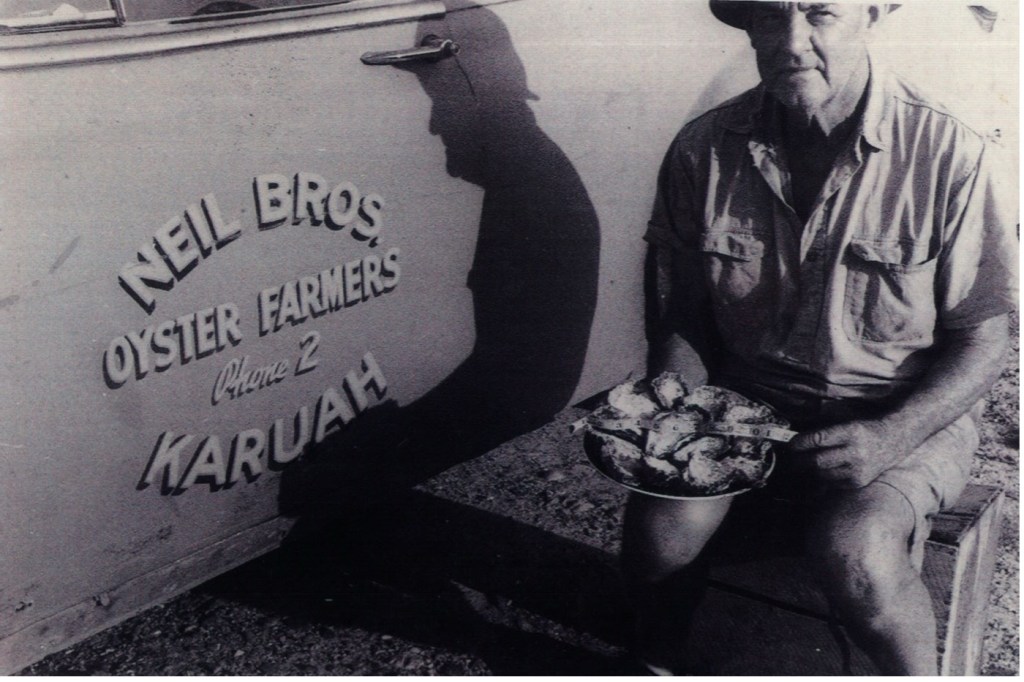 NEIL BROS.
OYSTER FARMERS
Phone 2
KARUAH